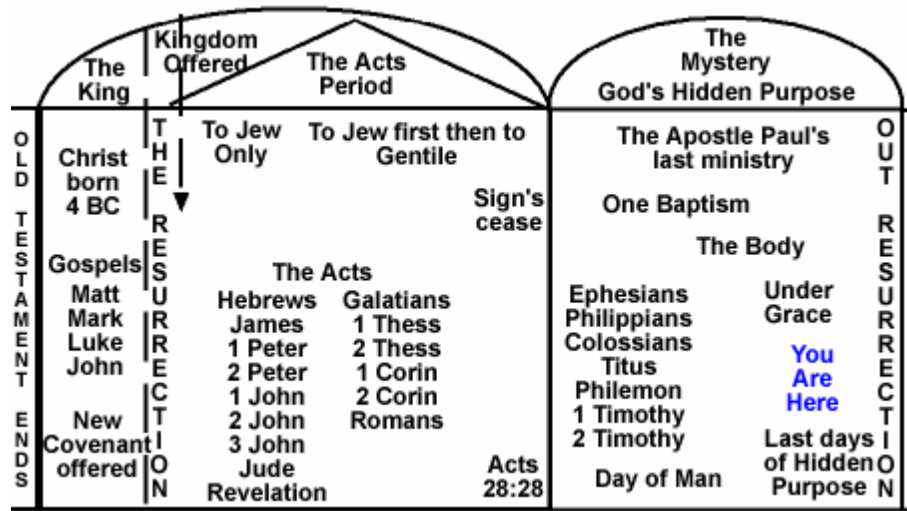 OLD TESTAMENT ENDS
The
King
Christ
born
4 BC
Gospels
Matt
Mark
Luke
John
New
Covenant
offered
THE RESURRECTION
Kingdom
Offered
The Acts
Period
To Jew
Only
To Jew first then to
Gentile
Sign's
cease
The Acts
Hebrews
James
1 Peter
2 Peter
1 John
2 John
3 John
Jude
Revelation
Galatians
1 Thess
2 Thess
1 Corin
2 Corin
Romans
Acts
28:28
The
Mystery
God's Hidden Purpose
The Apostle Paul's
last ministry
One Baptism
The Body
Ephesians
Philippians
Colossians
Titus
Philemon
1 Timothy
2 Timothy
Day of Man
Under
Grace
You
Are
Here
Last days
of Hidden
Purpose
OUT RESURRECTION